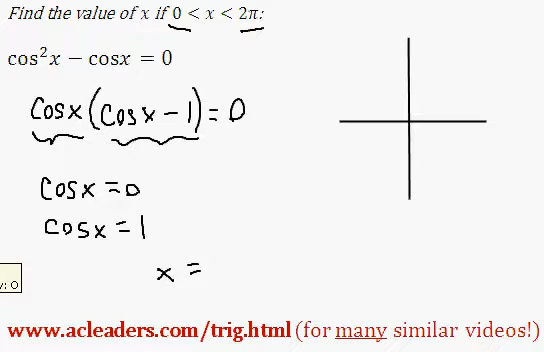 Find the value of x if 0 < x < 2π:
cos²x − cosx = 0
cosx(cosx − 1) = 0
cosx = 0
cosx = 1
x =
v: 0
www.acleaders.com/trig.html (for many similar videos!)